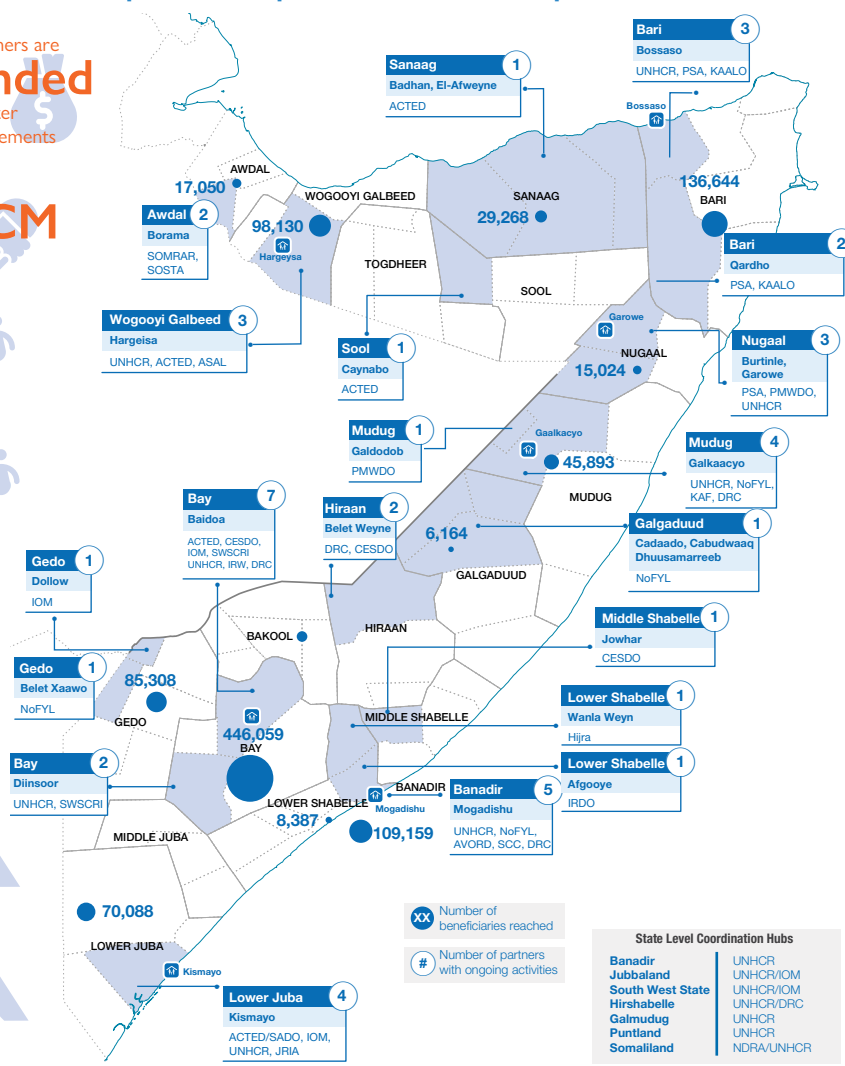 are
Sanaag 1
Badhan, El-Afweyne
ACTED
Bari 3
Bossaso
UNHCR, PSA, KAALO
Bossaso
AWDAL
17,050
WOGOOYI GALBEED
SANAAG
29,268
136,644
BARI
Awdal 2
Borama
SOMRAR,
SOSTA
98,130
Hargeysa
TOGDHEER
SOOL
Bari 2
Qardho
PSA, KAALO
Wogooyi Galbeed 3
Hargeisa
UNHCR, ACTED, ASAL
Sool 1
Caynabo
ACTED
Garowe
NUGAAL
15,024
Nugaal 3
Burtinle,
Garowe
PSA, PMWDO,
UNHCR
Mudug 1
Galdodob
PMWDO
Gaalkacyo
45,893
MUDUG
Mudug 4
Galkaacyo
UNHCR, NoFYL,
KAF, DRC
Bay 7
Baidoa
ACTED, CESDO,
IOM, SWSCRI
UNHCR, IRW, DRC
Hiraan 2
Belet Weyne
DRC, CESDO
6,164
GALGADUUD
Galgaduud 1
Cadaado, Cabudwaaq
Dhuusamarreeb
NoFYL
Gedo 1
Dollow
IOM
BAKOOL
HIRAAN
Middle Shabelle 1
Jowhar
CESDO
Gedo 1
Belet Xaawo
NoFYL
85,308
GEDO
446,059
BAY
MIDDLE SHABELLE
Lower Shabelle 1
Wanla Weyn
Hijra
Bay 2
Diinsoor
UNHCR, SWSCRI
Lower Shabelle 1
Afgooye
IRDO
BANADIR
Mogadishu
LOWER SHABELLE
8,387
109,159
Banadir 5
Mogadishu
UNHCR, NoFYL,
AVORD, SCC, DRC
MIDDLE JUBA
70,088
LOWER JUBA
Kismayo
Lower Juba 4
Kismayo
ACTED/SADO, IOM,
UNHCR, JRIA
XX Number of
beneficiaries reached
# Number of partners
with ongoing activities
State Level Coordination Hubs
Banadir UNHCR
Jubbaland UNHCR/IOM
South West State UNHCR/IOM
Hirshabelle UNHCR/DRC
Galmudug UNHCR
Puntland UNHCR
Somaliland NDRA/UNHCR